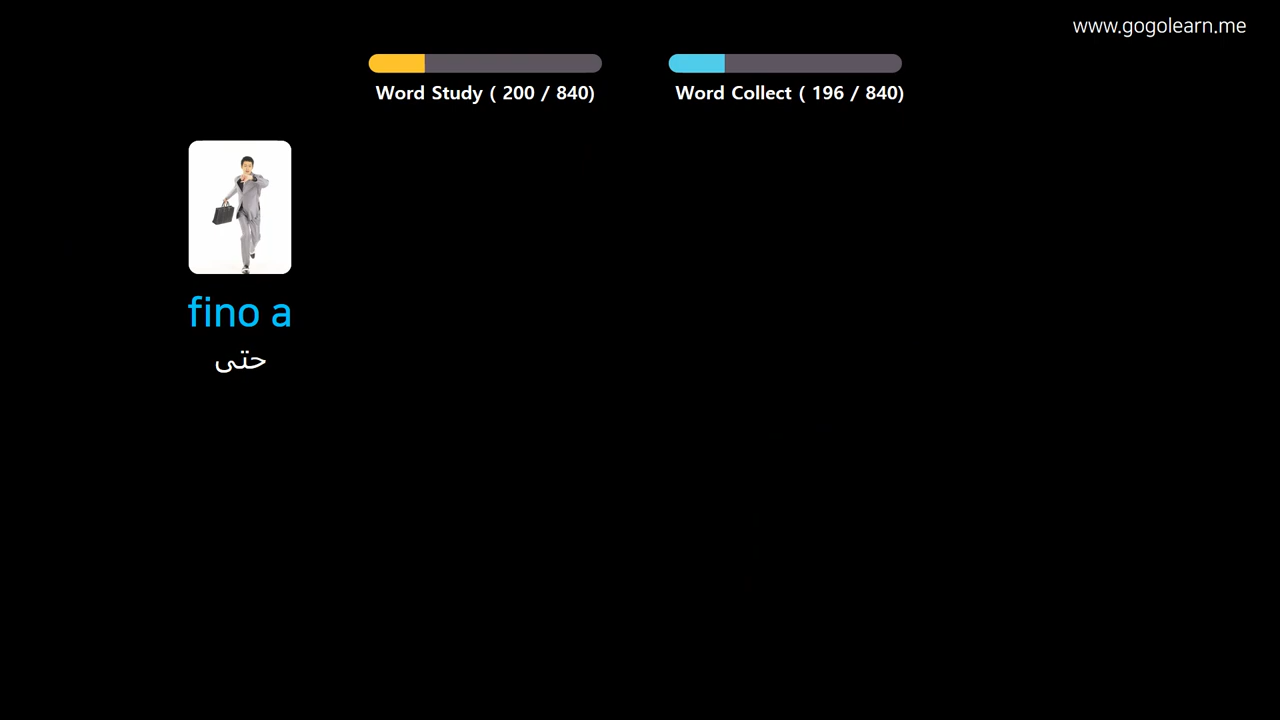 www.gogolearn.me
Word Study ( 200 / 840)
Word Collect ( 196 / 840)
fino a
حتى